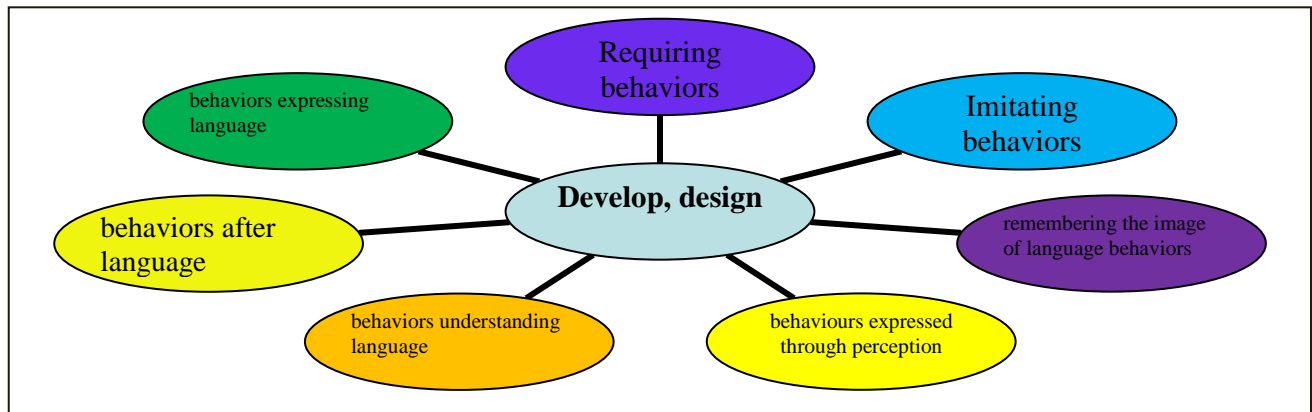 Requiring
behaviors
behaviors expressing
language
Imitating
behaviors
Develop, design
behaviors after
language
remembering the image
of language behaviors
behaviors understanding
language
behaviours expressed
through perception